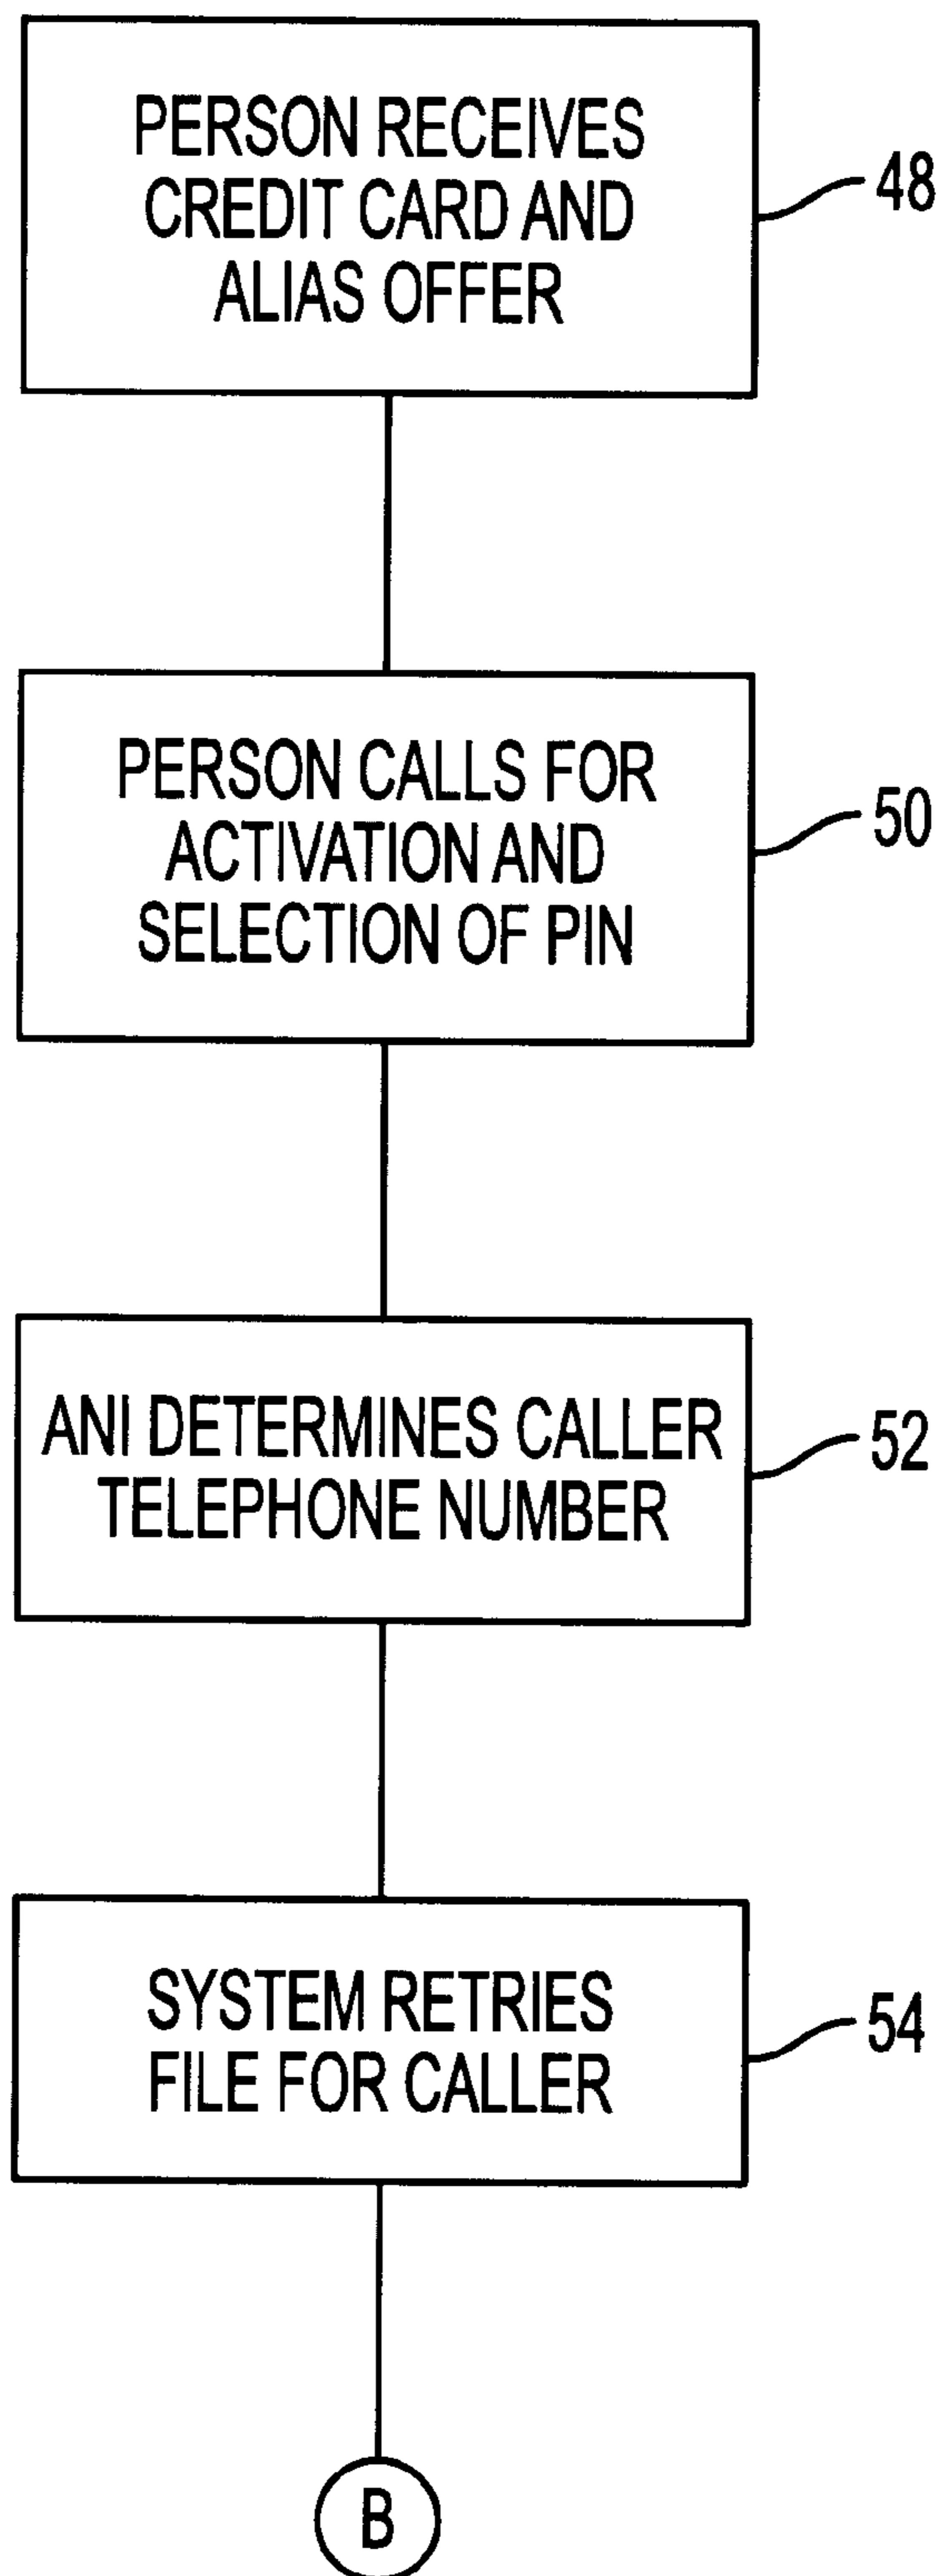 PERSON RECEIVES
CREDIT CARD AND
ALIAS OFFER
48
PERSON CALLS FOR
ACTIVATION AND
SELECTION OF PIN
50
ANI DETERMINES CALLER
TELEPHONE NUMBER
52
SYSTEM RETRIES
FILE FOR CALLER
54
B